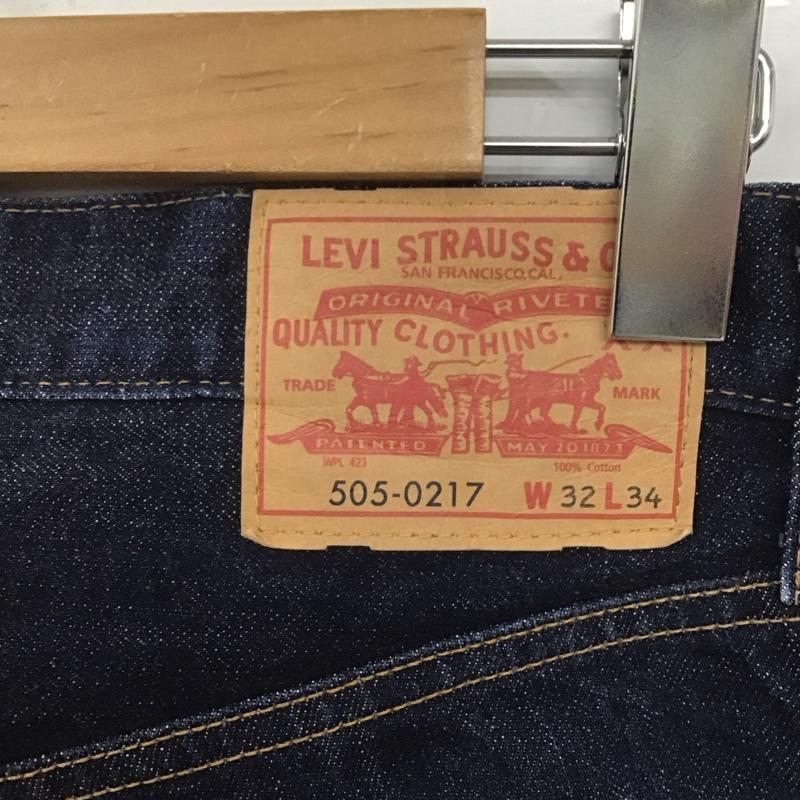 LEVI STRAUSS & C
SAN FRANCISCO, CAL.
ORIGINAL RIVETE
QUALITY CLOTHING.
XX
TRADE MARK
PATENTED MAY 20 1873
WPL 423 100% Cotton
505-0217 W 32 L 34